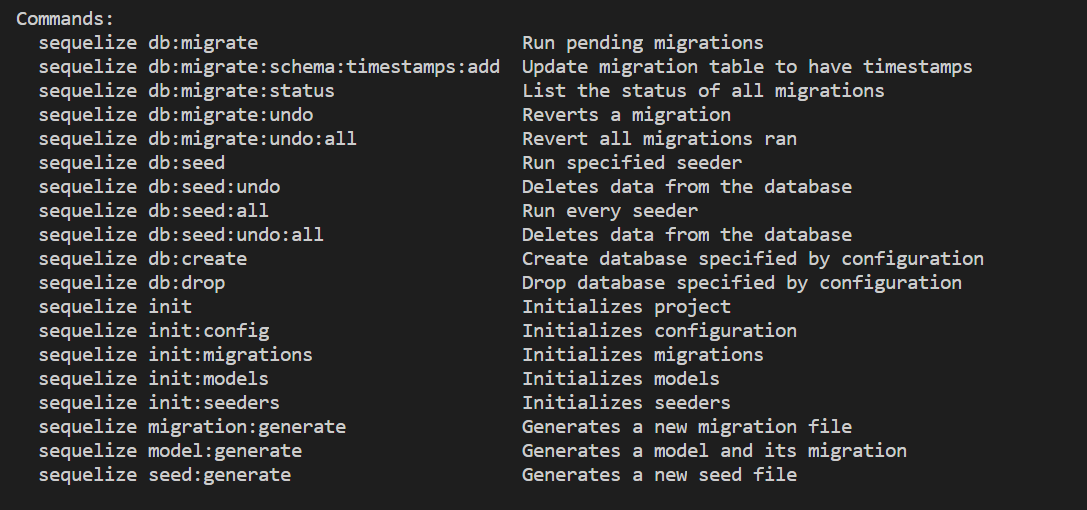 Commands:
sequelize db:migrate Run pending migrations
sequelize db:migrate:schema:timestamps:add Update migration table to have timestamps
sequelize db:migrate:status List the status of all migrations
sequelize db:migrate:undo Reverts a migration
sequelize db:migrate:undo:all Revert all migrations ran
sequelize db:seed Run specified seeder
sequelize db:seed:undo Deletes data from the database
sequelize db:seed:all Run every seeder
sequelize db:seed:undo:all Deletes data from the database
sequelize db:create Create database specified by configuration
sequelize db:drop Drop database specified by configuration
sequelize init Initializes project
sequelize init:config Initializes configuration
sequelize init:migrations Initializes migrations
sequelize init:models Initializes models
sequelize init:seeders Initializes seeders
sequelize migration:generate Generates a new migration file
sequelize model:generate Generates a model and its migration
sequelize seed:generate Generates a new seed file